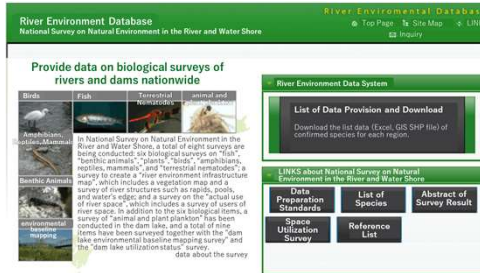 River Environment Database
National Survey on Natural Environment in the River and Water Shore
River Enviromental Databas
Top Page Site Map LINK
Inquiry
Provide data on biological surveys of
rivers and dams nationwide
Birds
Fish
Terrestrial
Nematodes
animal and
Amphibians,
Reptiles, Mammals
Benthic Animals
environmental
baseline
mapping
In National Survey on Natural Environment in the
River and Water Shore, a total of eight surveys are
being conducted: six biological surveys on "fish",
"benthic animals", "plants", "birds", "amphibians,
reptiles, mammals", and "terrestrial nematodes"; a
survey to create a "river environment infrastructure
map", which includes a vegetation map and a
survey of river structures such as rapids, pools,
and water's edge; and a survey on the "actual use
of river space", which includes a survey of users of
river space. In addition to the six biological items, a
survey of "animal and plant plankton" has been
conducted in the dam lake, and a total of nine
items have been surveyed together with the "dam
lake environmental baseline mapping survey" and
the "dam lake utilization status" survey.
data about the survey
River Environment Data System
List of Data Provision and Download
Download the list data (Excel, GIS SHP file) of
confirmed species for each region.
LINKS about National Survey on Natural
Environment in the River and Water Shore
Data
Preparation
Standards
List of
Species
Abstract of
Survey Result
Space
Utilization
Survey
Reference
List